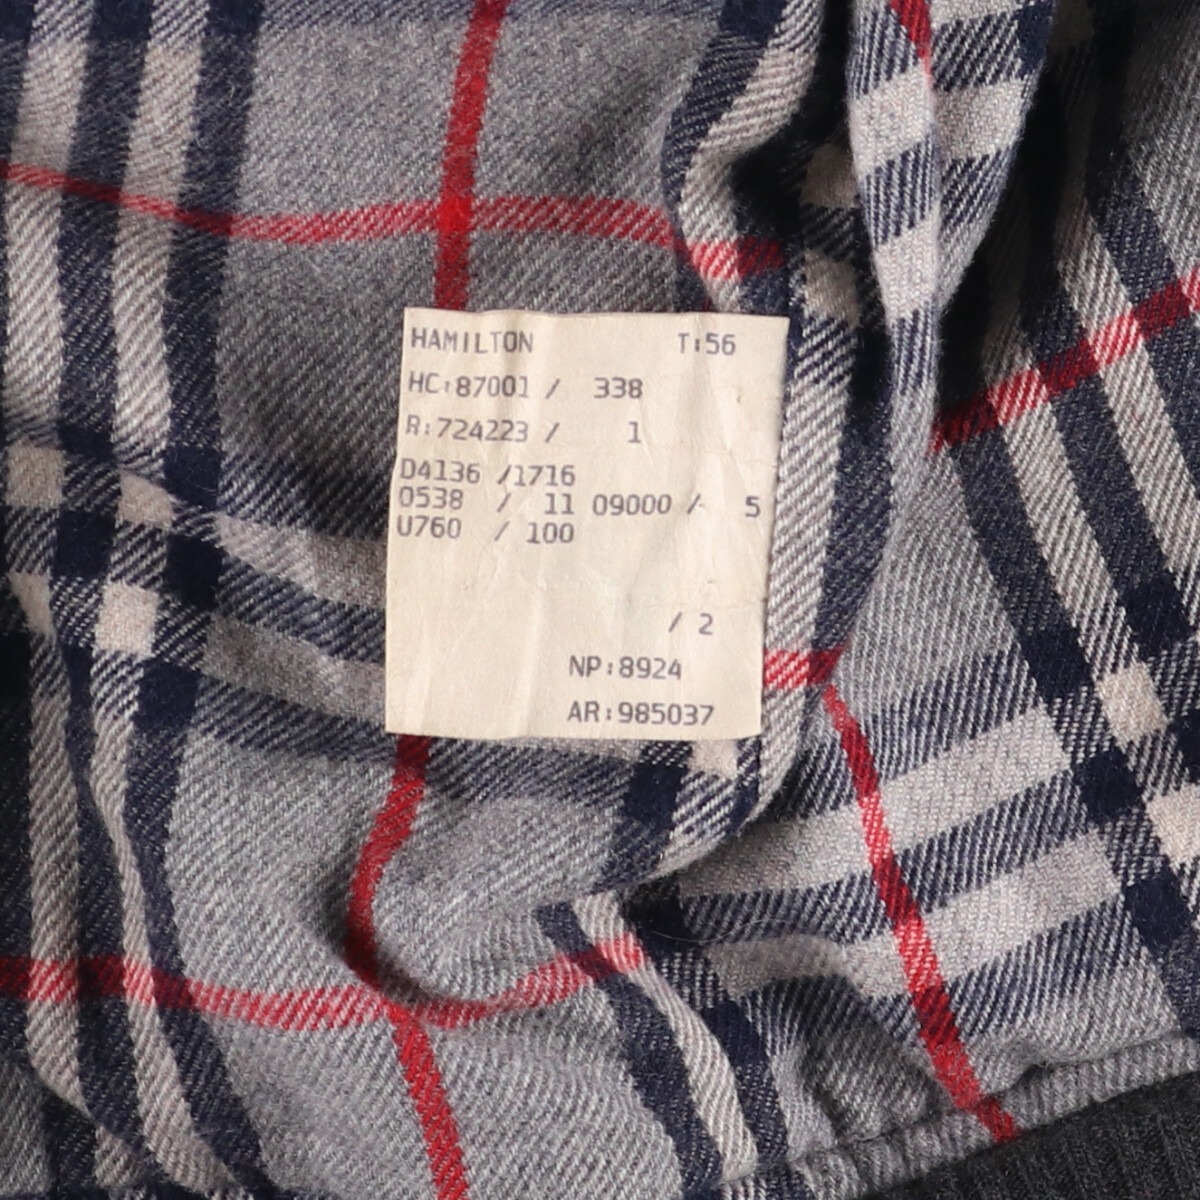 HAMILTON T:56
HC:87001 / 338
R:724223 / 1
D4136 /1716
0538 / 11 09000 / 5
U760 / 100
/ 2
NP:8924
AR:985037